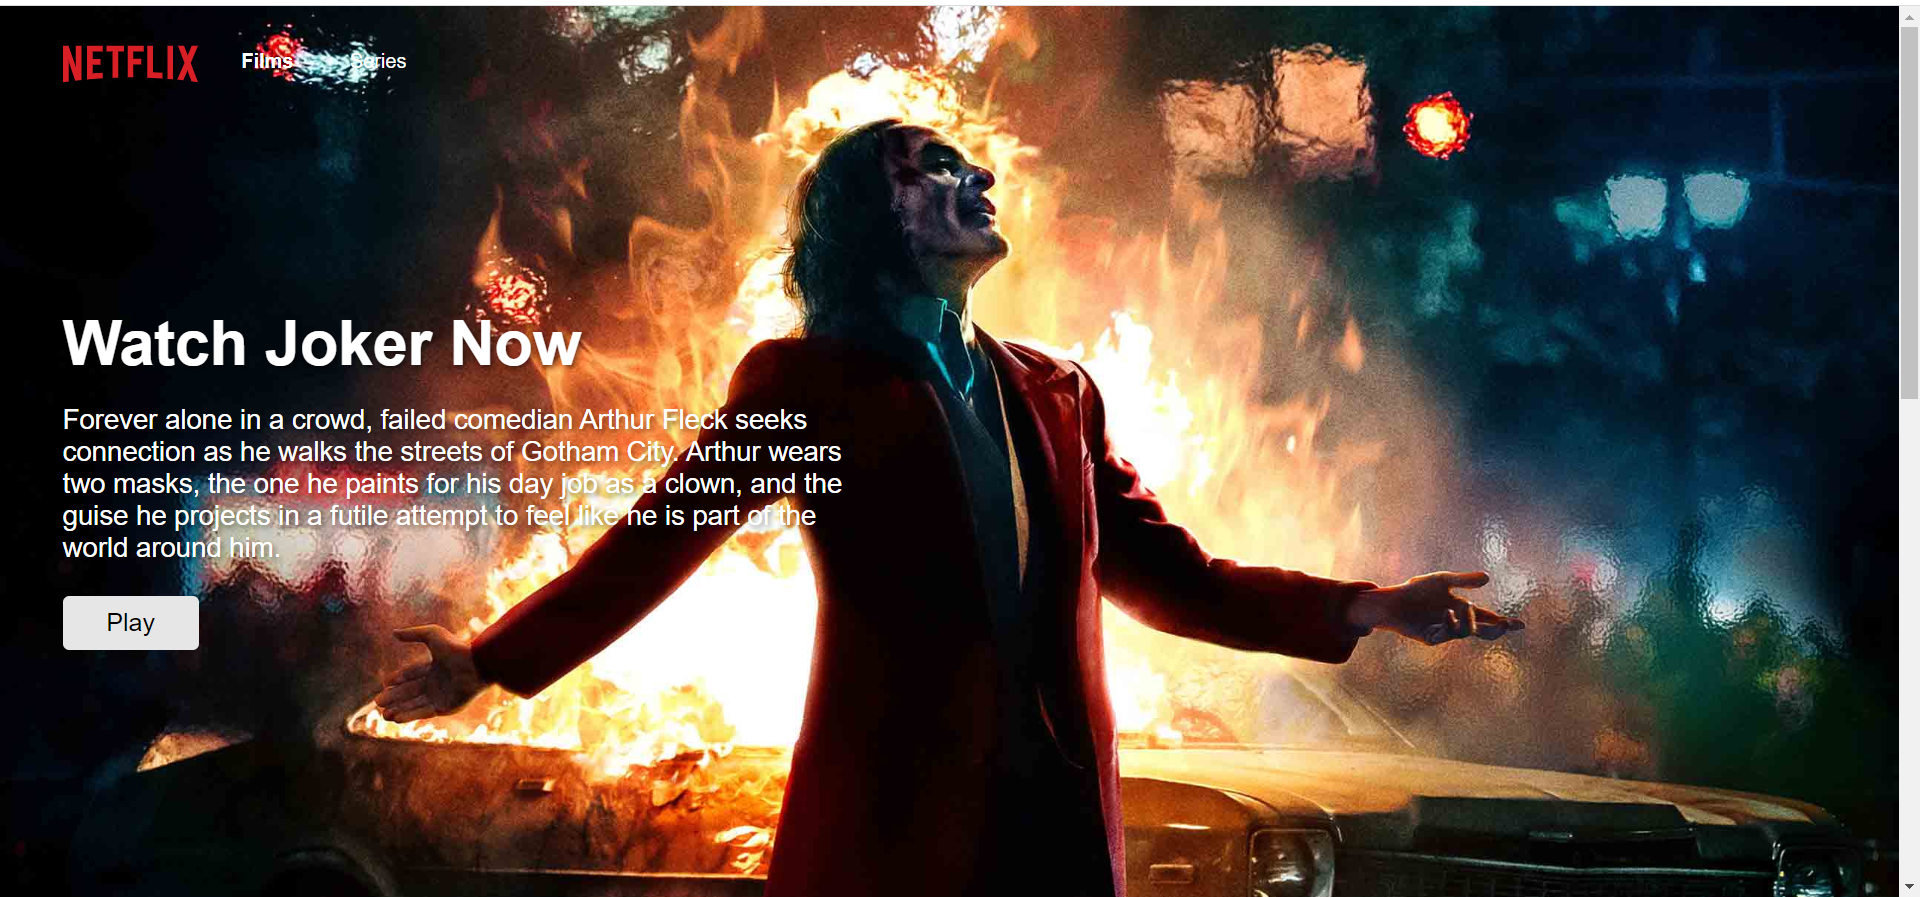 NETFLIX
Films Series
Watch Joker Now
Forever alone in a crowd, failed comedian Arthur Fleck seeks
connection as he walks the streets of Gotham City. Arthur wears
two masks, the one he paints for his day job as a clown, and the
guise he projects in a futile attempt to feel like he is part of the
world around him.
Play